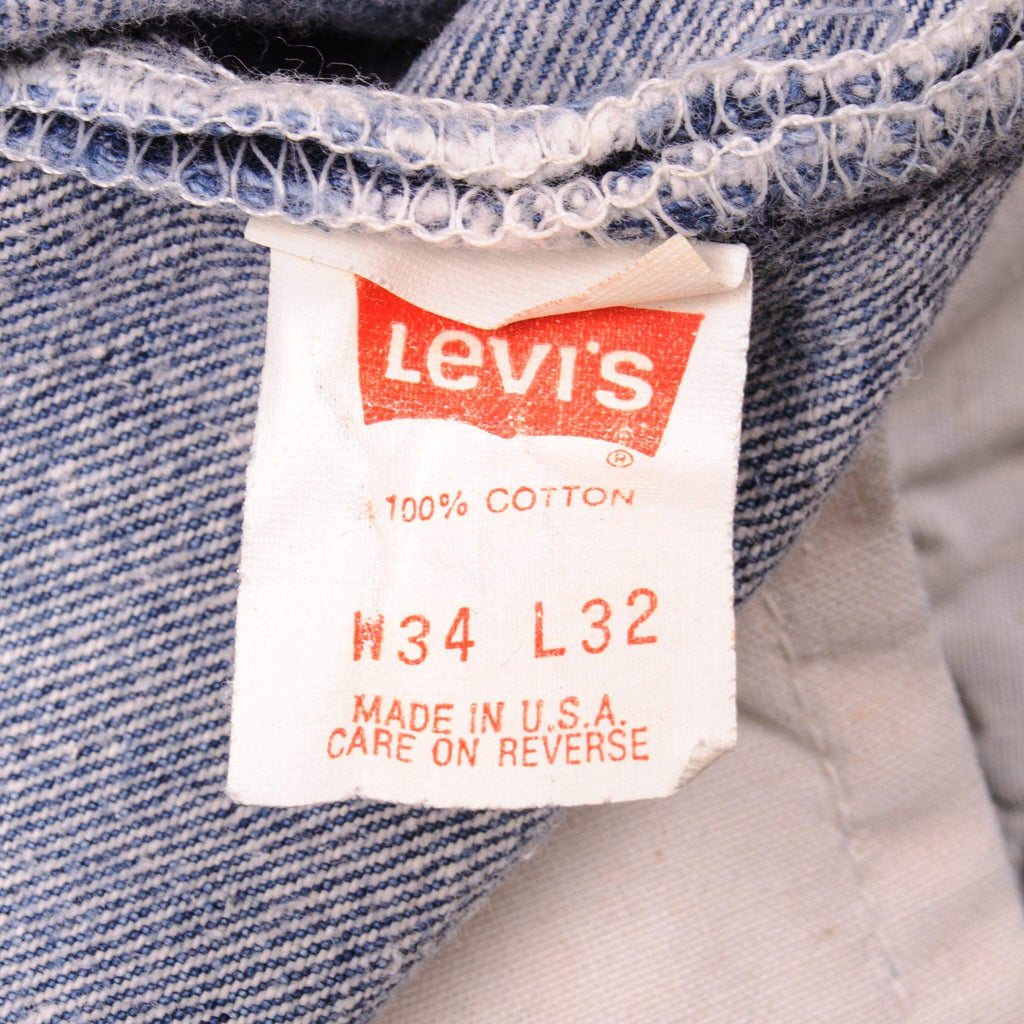 LeVI'S
®
100% COTTON
W34 L32
MADE IN U.S.A.
CARE ON REVERSE